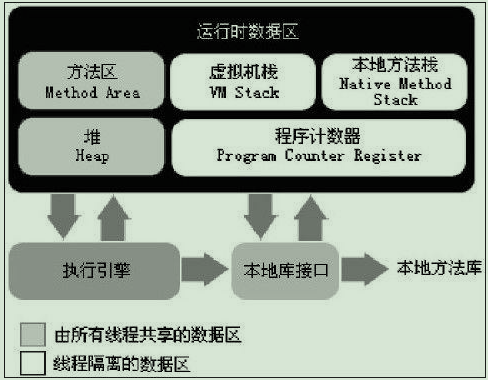 运行时数据区
方法区
Method Area
虚拟机栈
VM Stack
本地方法栈
Native Method
Stack
堆
Heap
程序计数器
Program Counter Register
执行引擎
本地库接口
本地方法库
由所有线程共享的数据区
线程隔离的数据区